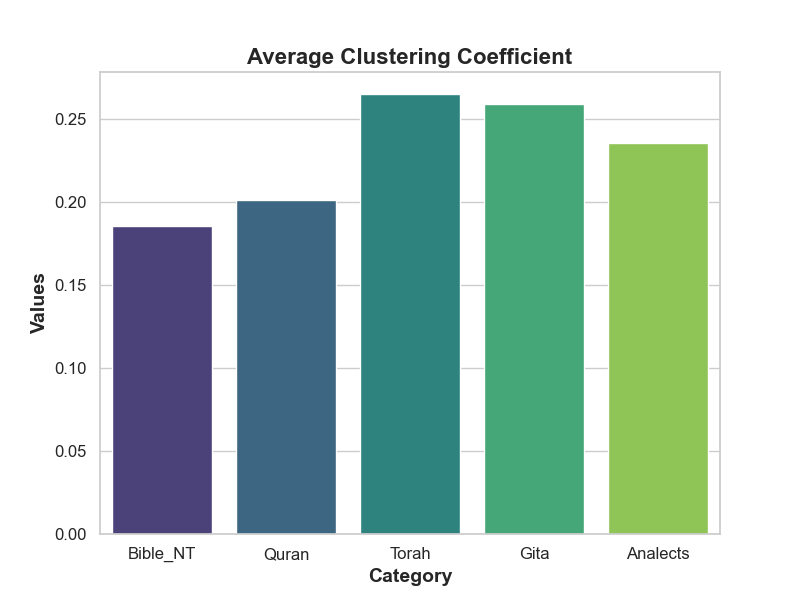 Average Clustering Coefficient
0.25
0.20
0.15
0.10
0.05
0.00
Values
Bible_NT Quran Torah Gita Analects
Category